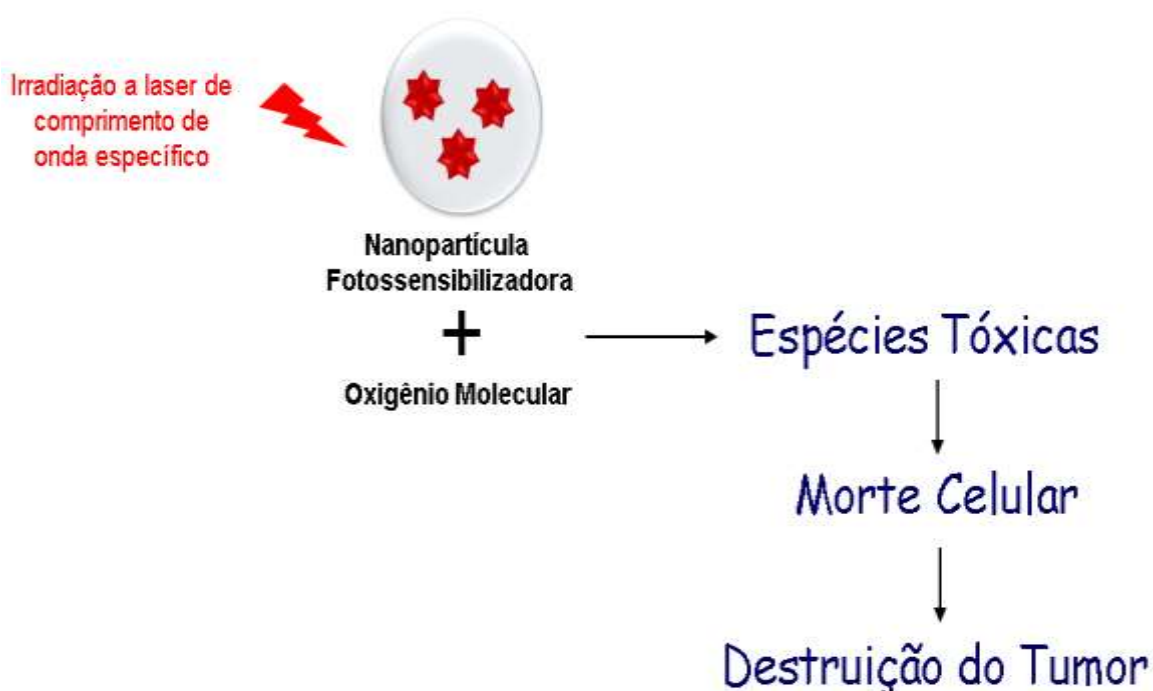 Irradiação a laser de
comprimento de
onda específico
Nanopartícula
Fotossensibilizadora
+
Oxigênio Molecular
Espécies Tóxicas
Morte Celular
Destruição do Tumor